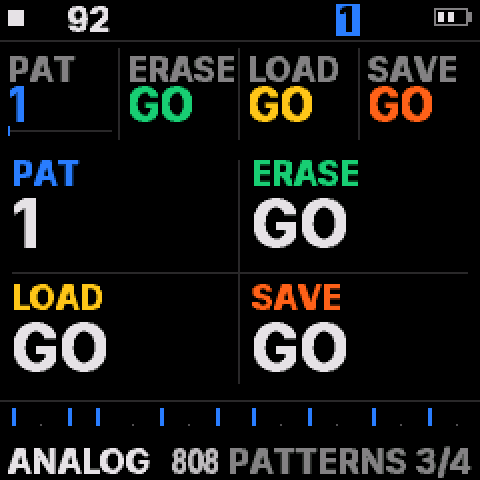 92 1
PAT ERASE LOAD SAVE
1 GO GO GO
PAT ERASE
1 GO
LOAD SAVE
GO GO
ANALOG 808 PATTERNS 3/4